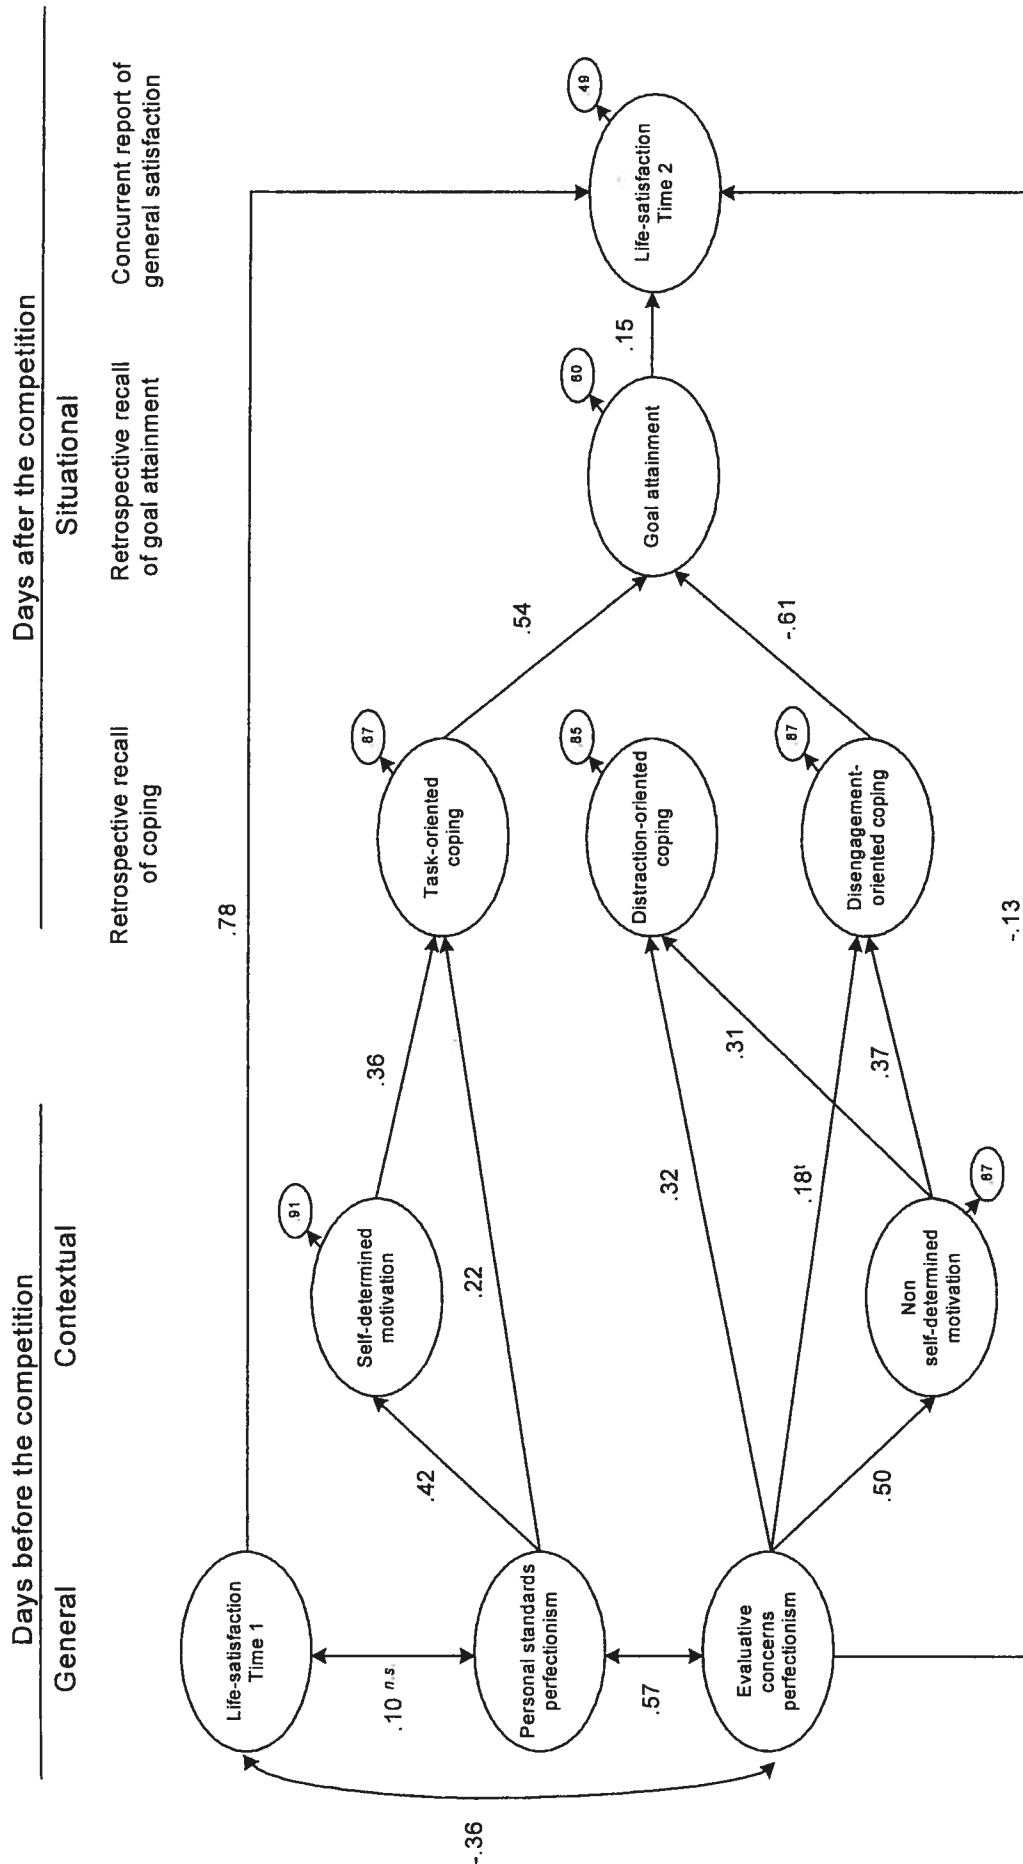 Days before the competition
Days after the competition
General
Contextual
Situational
Retrospective recall
of coping
Retrospective recall
of goal attainment
Concurrent report of
general satisfaction
Life-satisfaction
Time 1
.78
-.36
.10 n.s.
Personal standards
perfectionism
.57
Evaluative
concerns
perfectionism
.42
.22
.32
.18t
.50
Self-determined
motivation
.91
Non
self-determined
motivation
.87
.36
.31
.37
Task-oriented
coping
.87
Distraction-oriented
coping
.85
Disengagement-
oriented coping
.87
.54
-.61
Goal attainment
.60
.15
Life-satisfaction
Time 2
.49
-.13